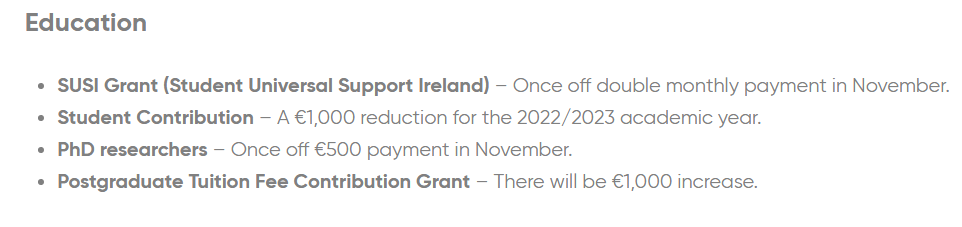 Education
• SUSI Grant (Student Universal Support Ireland) – Once off double monthly payment in November.
• Student Contribution – A €1,000 reduction for the 2022/2023 academic year.
• PhD researchers – Once off €500 payment in November.
• Postgraduate Tuition Fee Contribution Grant – There will be €1,000 increase.